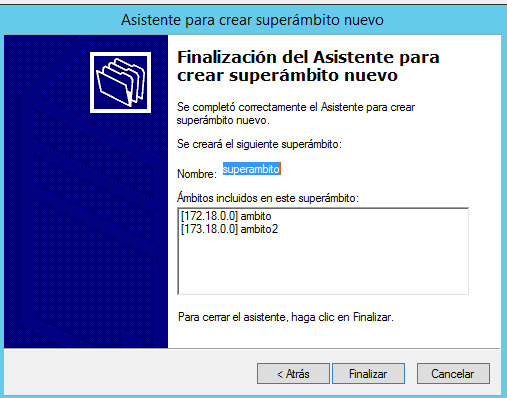 Asistente para crear superámbito nuevo
Finalización del Asistente para
crear superámbito nuevo
Se completó correctamente el Asistente para crear
superámbito nuevo.
Se creará el siguiente superámbito:
Nombre: superambito
Ámbitos incluidos en este superámbito:
[172.18.0.0] ambito
[173.18.0.0] ambito2
Para cerrar el asistente, haga clic en Finalizar.
< Atrás Finalizar Cancelar